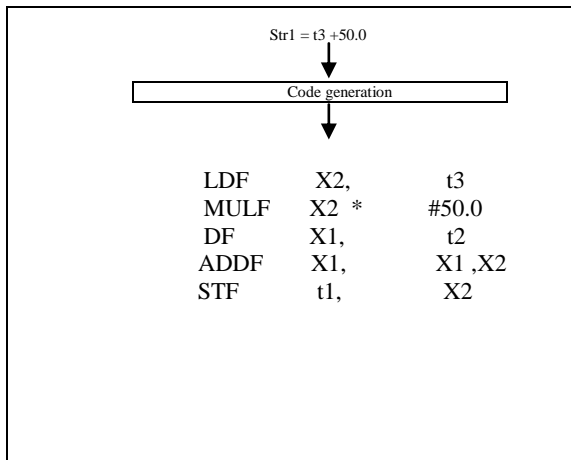 Str1 = t3 +50.0
Code generation
LDF X2, t3
MULF X2 * #50.0
DF X1, t2
ADDF X1, X1 ,X2
STF t1, X2